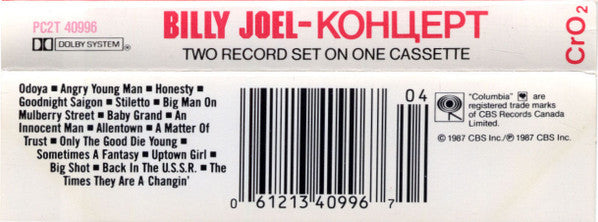 PC2T 40996
DOLBY SYSTEM
BILLY JOEL-КОНЦЕРТ
TWO RECORD SET ON ONE CASSETTE
CrO2
Odoya ■ Angry Young Man ■ Honesty ■
Goodnight Saigon ■ Stiletto ■ Big Man On
Mulberry Street ■ Baby Grand ■ An
Innocent Man ■ Allentown ■ A Matter Of
Trust ■ Only The Good Die Young ■
Sometimes A Fantasy ■ Uptown Girl ■
Big Shot ■ Back In The U.S.S.R. ■ The
Times They Are A Changin'
04
0 61213 40996 7
"Columbia" are
registered trade marks
of CBS Records Canada
Limited.
© 1987 CBS Inc./℗ 1987 CBS Inc.